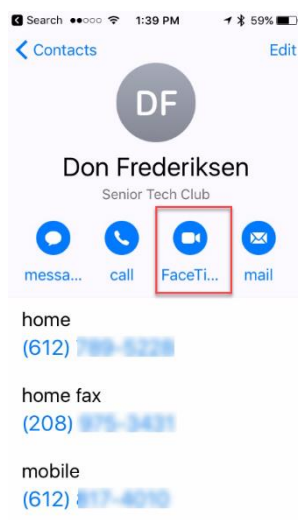 Search 1:39 PM 59%
Contacts Edit
DF
Don Frederiksen
Senior Tech Club
messa... call FaceTi... mail
home
(612)
home fax
(208)
mobile
(612)